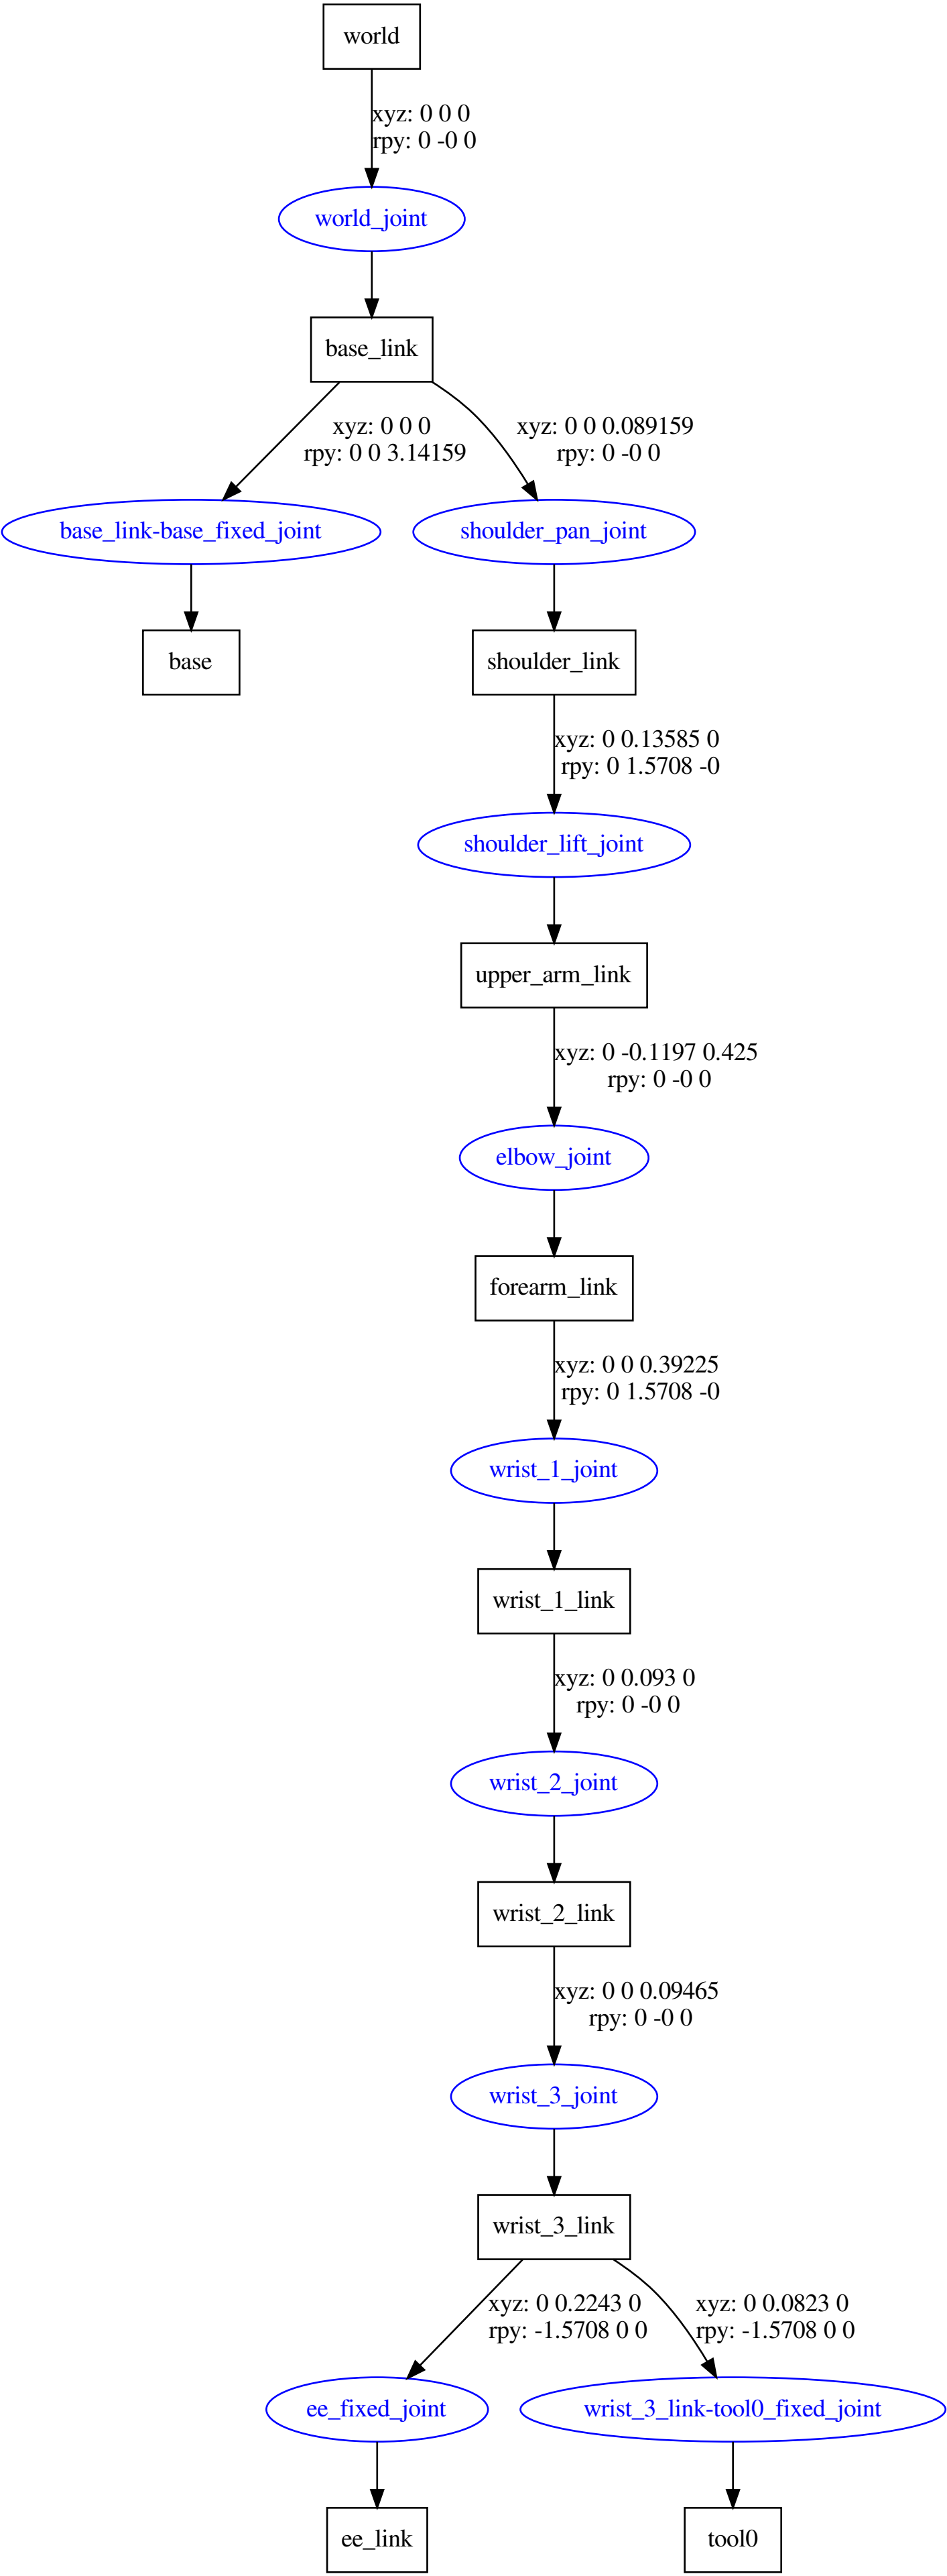 world
xyz: 0 0 0
rpy: 0 -0 0
world_joint
base_link
xyz: 0 0 0
rpy: 0 0 3.14159
xyz: 0 0 0.089159
rpy: 0 -0 0
base_link-base_fixed_joint
shoulder_pan_joint
base
shoulder_link
xyz: 0 0.13585 0
rpy: 0 1.5708 -0
shoulder_lift_joint
upper_arm_link
xyz: 0 -0.1197 0.425
rpy: 0 -0 0
elbow_joint
forearm_link
xyz: 0 0 0.39225
rpy: 0 1.5708 -0
wrist_1_joint
wrist_1_link
xyz: 0 0.093 0
rpy: 0 -0 0
wrist_2_joint
wrist_2_link
xyz: 0 0 0.09465
rpy: 0 -0 0
wrist_3_joint
wrist_3_link
xyz: 0 0.2243 0
rpy: -1.5708 0 0
xyz: 0 0.0823 0
rpy: -1.5708 0 0
ee_fixed_joint
wrist_3_link-tool0_fixed_joint
ee_link
tool0